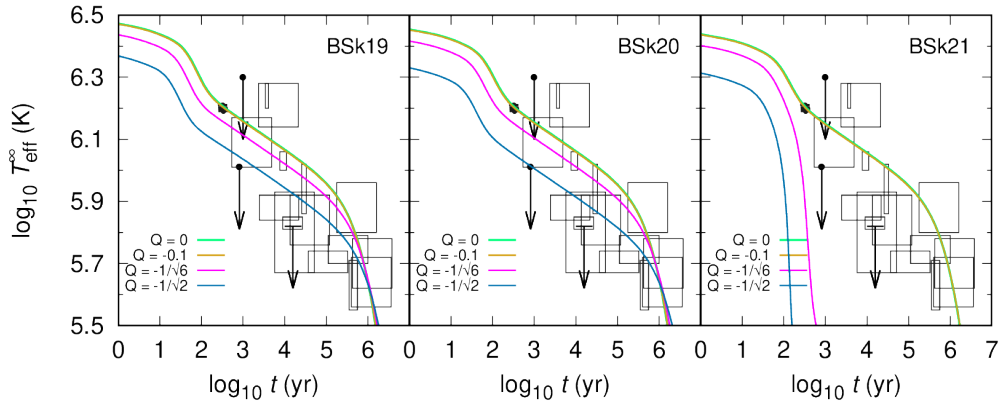 BSk19 BSk20 BSk21
6.5
6.3
6.1
5.9
5.7
5.5
log10 T∞eff (K)
Q = 0
Q = -0.1
Q = -1/√6
Q = -1/√2
Q = 0
Q = -0.1
Q = -1/√6
Q = -1/√2
Q = 0
Q = -0.1
Q = -1/√6
Q = -1/√2
0 1 2 3 4 5 6 0 1 2 3 4 5 6 0 1 2 3 4 5 6 7
log10 t (yr) log10 t (yr) log10 t (yr)